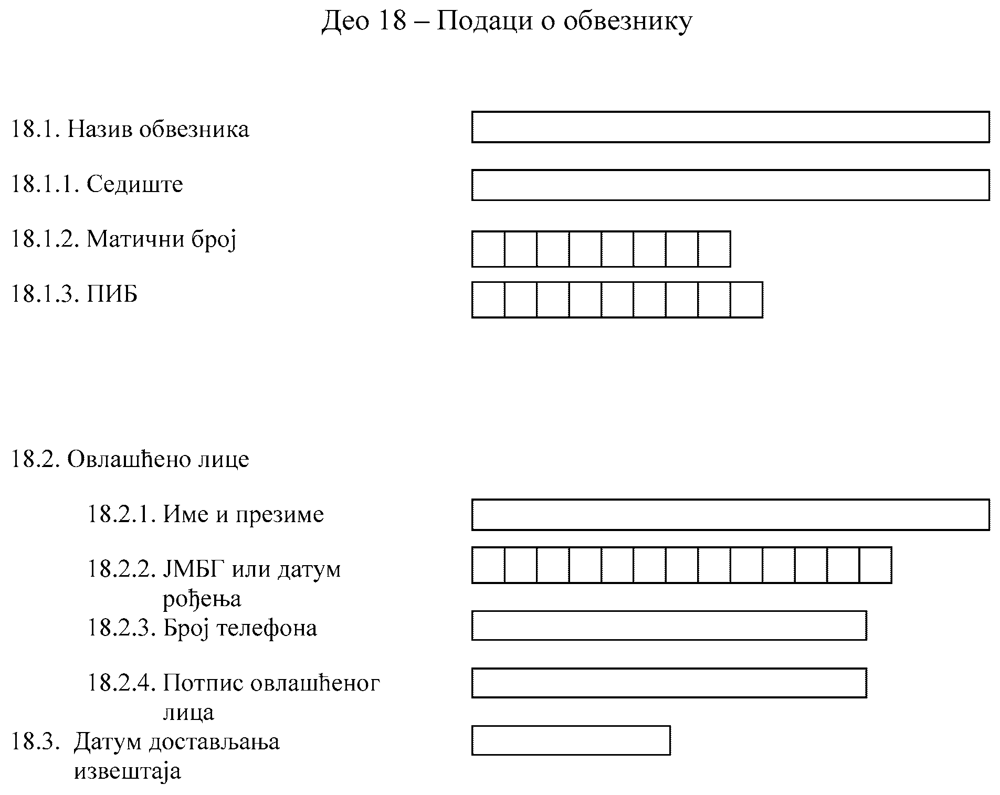 Део 18 – Подаци о обвезнику
18.1. Назив обвезника
18.1.1. Седиште
18.1.2. Матични број
18.1.3. ПИБ
18.2. Овлашћено лице
18.2.1. Име и презиме
18.2.2. ЈМБГ или датум
рођења
18.2.3. Број телефона
18.2.4. Потпис овлашћеног
лица
18.3. Датум достављања
извештаја